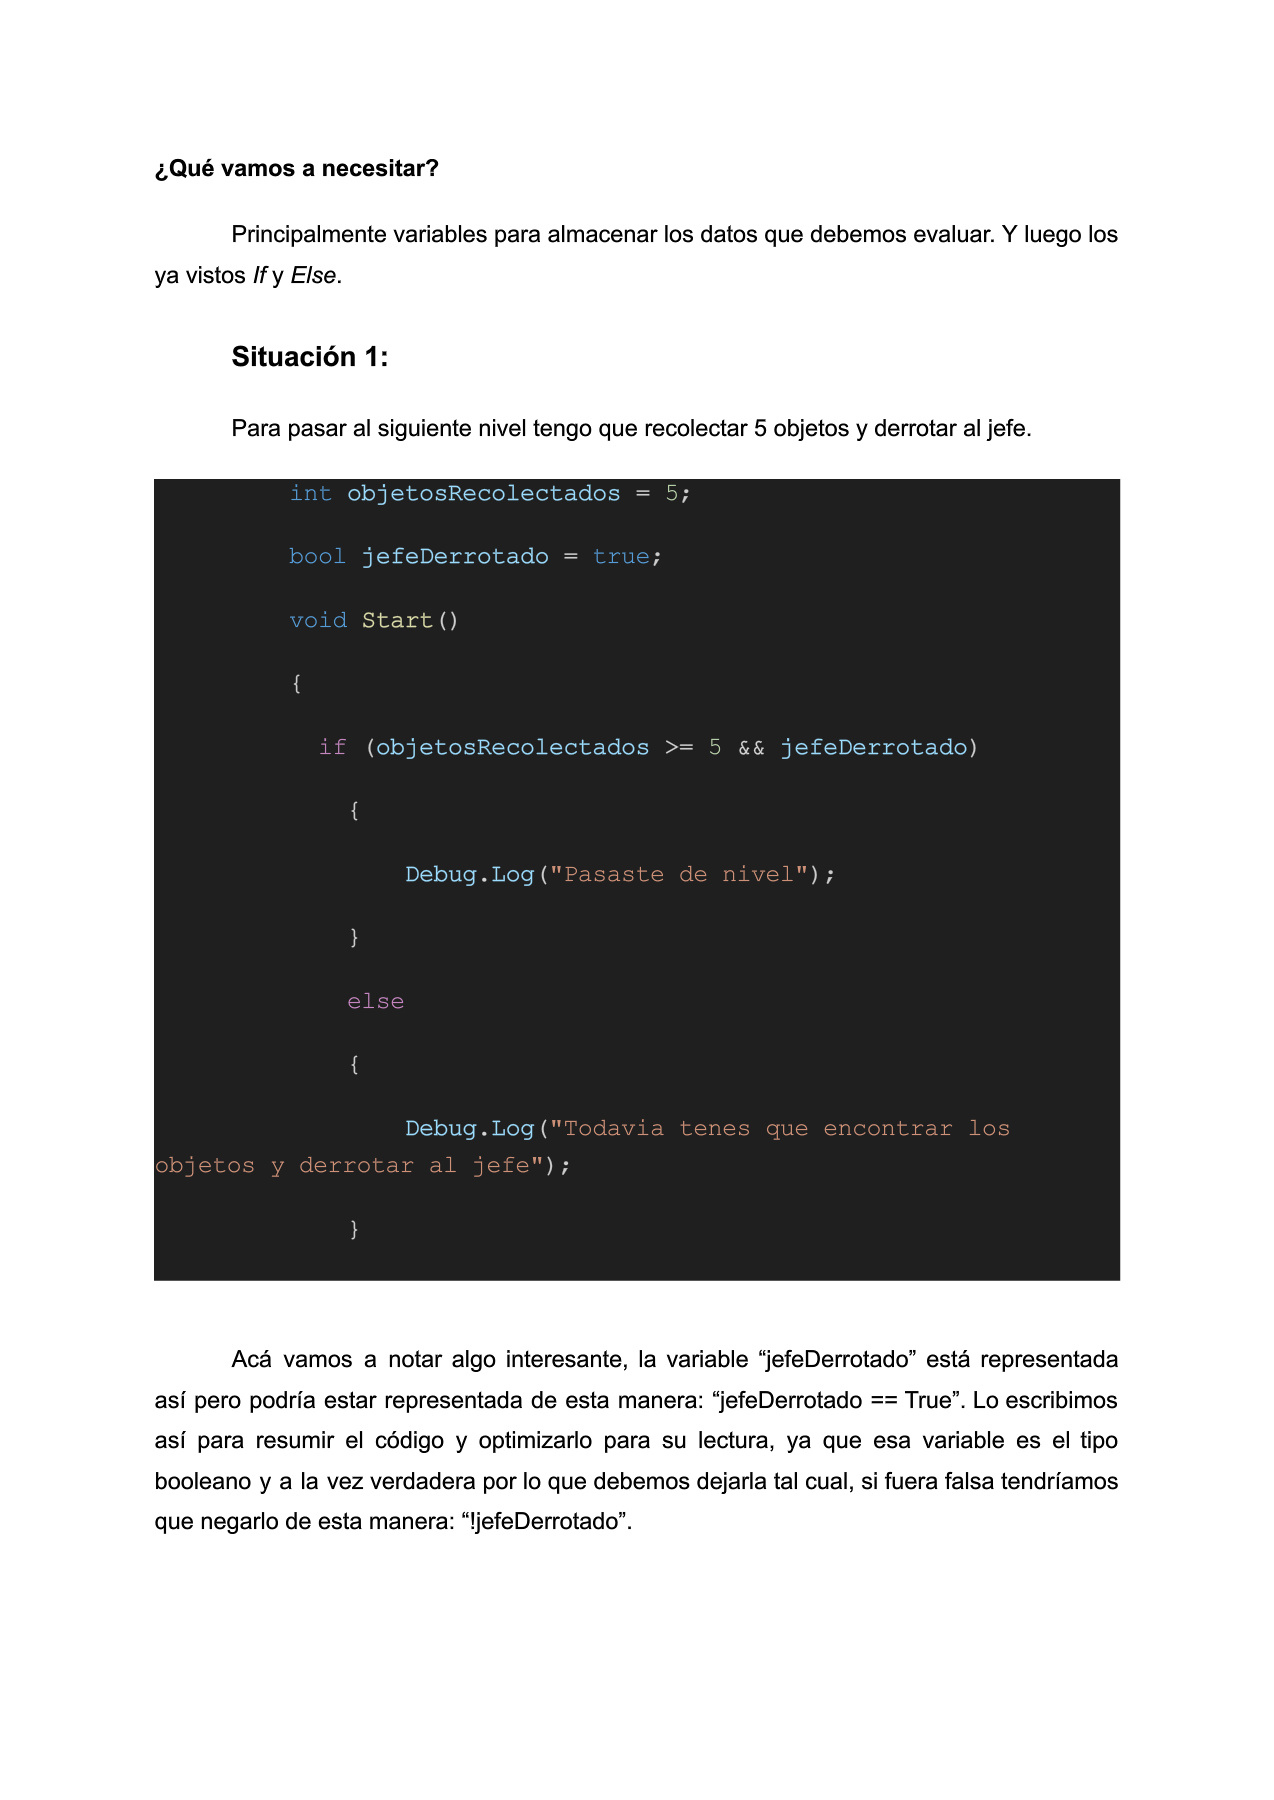 ¿Qué vamos a necesitar?
Principalmente variables para almacenar los datos que debemos evaluar. Y luego los
ya vistos If y Else.
Situación 1:
Para pasar al siguiente nivel tengo que recolectar 5 objetos y derrotar al jefe.
int objetosRecolectados = 5;
bool jefeDerrotado = true;
void Start()
{
if (objetosRecolectados >= 5 && jefeDerrotado)
{
Debug.Log("Pasaste de nivel");
}
else
{
Debug.Log("Todavia tenes que encontrar los
objetos y derrotar al jefe");
}
Acá vamos a notar algo interesante, la variable “jefeDerrotado” está representada
así pero podría estar representada de esta manera: “jefeDerrotado == True”. Lo escribimos
así para resumir el código y optimizarlo para su lectura, ya que esa variable es el tipo
booleano y a la vez verdadera por lo que debemos dejarla tal cual, si fuera falsa tendríamos
que negarlo de esta manera: “!jefeDerrotado”.